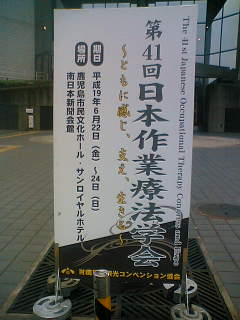 The 41st Japanese Occupational Therapy Congress and Expo
第41回日本作業療法学会
～ともに感じ、支え、生きる～
期日 平成19年6月22日（金）～24日（日）
場所 鹿児島市民文化ホール・サンロイヤルホテル
南日本新聞会館
観光コンベンション協会